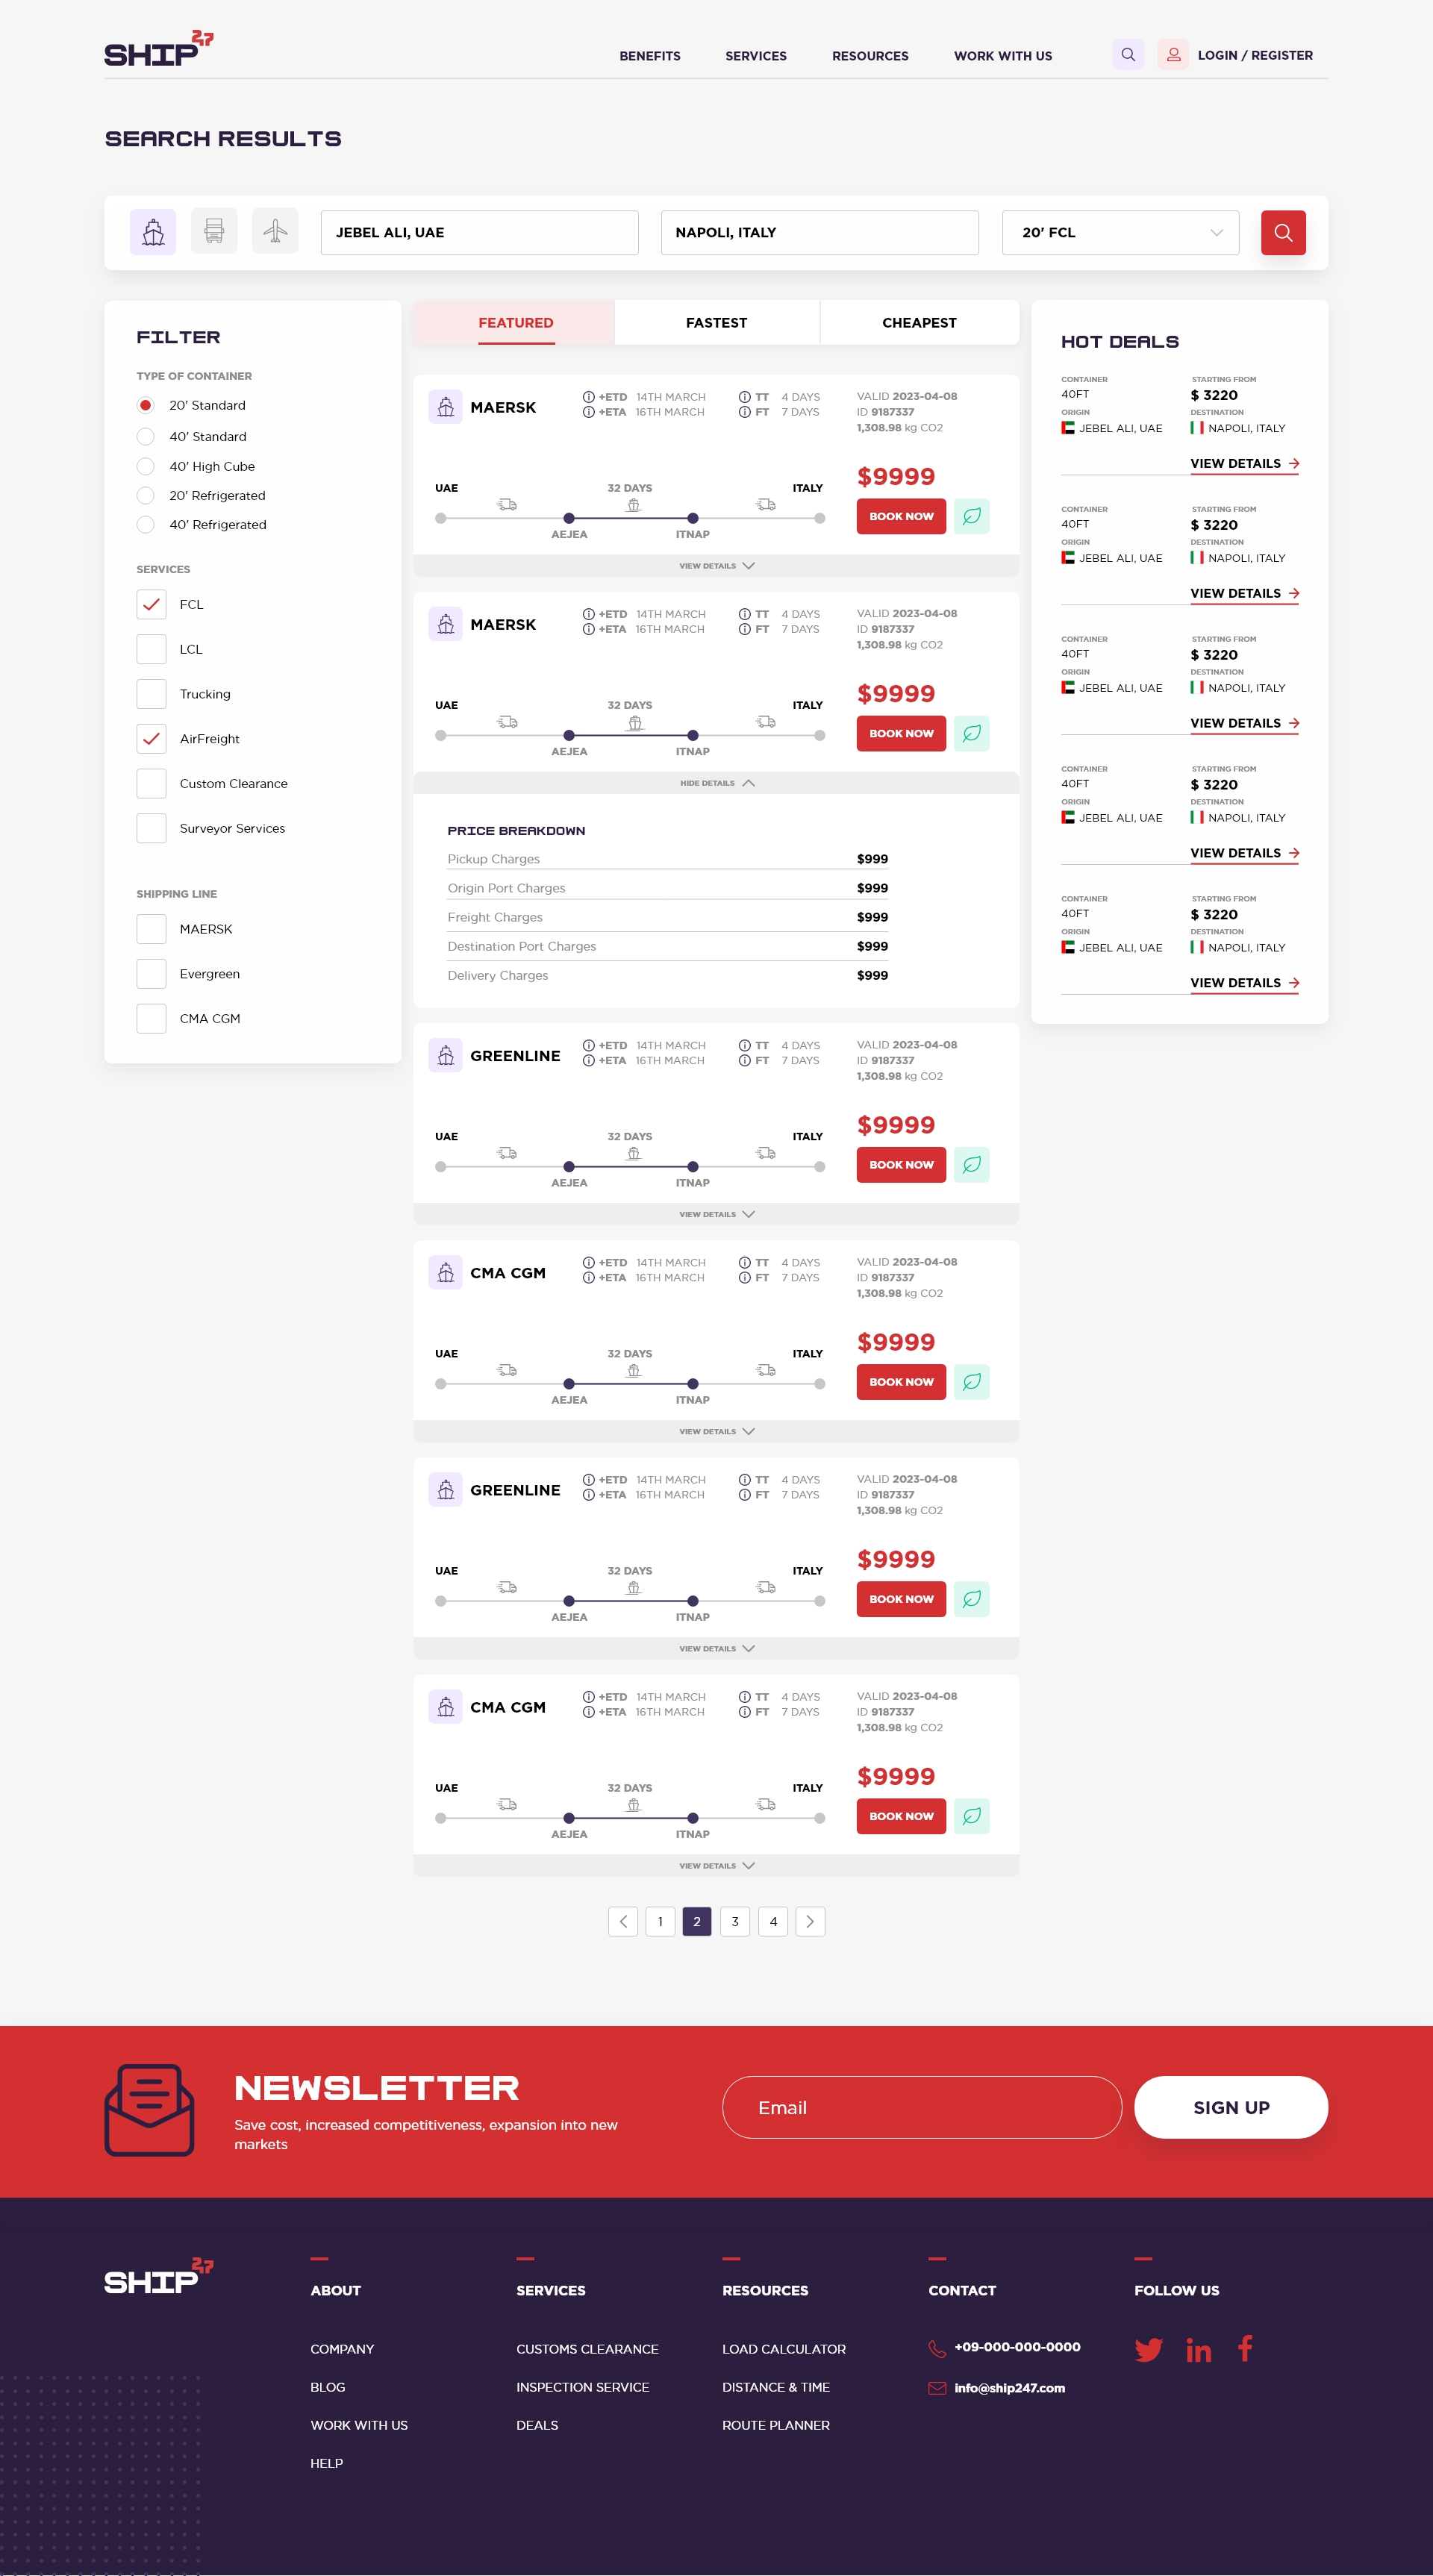 SHIP 247
BENEFITS SERVICES RESOURCES WORK WITH US LOGIN / REGISTER
SEARCH RESULTS
JEBEL ALI, UAE NAPOLI, ITALY 20' FCL
FILTER
TYPE OF CONTAINER
20' Standard
40' Standard
40' High Cube
20' Refrigerated
40' Refrigerated
SERVICES
FCL
LCL
Trucking
AirFreight
Custom Clearance
Surveyor Services
SHIPPING LINE
MAERSK
Evergreen
CMA CGM
FEATURED FASTEST CHEAPEST
MAERSK
+ETD 14TH MARCH TT 4 DAYS
+ETA 16TH MARCH FT 7 DAYS
VALID 2023-04-08
ID 9187337
1,308.98 kg CO2
$9999
UAE 32 DAYS ITALY
AEJEA ITNAP
BOOK NOW
VIEW DETAILS
MAERSK
+ETD 14TH MARCH TT 4 DAYS
+ETA 16TH MARCH FT 7 DAYS
VALID 2023-04-08
ID 9187337
1,308.98 kg CO2
$9999
UAE 32 DAYS ITALY
AEJEA ITNAP
BOOK NOW
HIDE DETAILS
PRICE BREAKDOWN
Pickup Charges $999
Origin Port Charges $999
Freight Charges $999
Destination Port Charges $999
Delivery Charges $999
GREENLINE
+ETD 14TH MARCH TT 4 DAYS
+ETA 16TH MARCH FT 7 DAYS
VALID 2023-04-08
ID 9187337
1,308.98 kg CO2
$9999
UAE 32 DAYS ITALY
AEJEA ITNAP
BOOK NOW
VIEW DETAILS
CMA CGM
+ETD 14TH MARCH TT 4 DAYS
+ETA 16TH MARCH FT 7 DAYS
VALID 2023-04-08
ID 9187337
1,308.98 kg CO2
$9999
UAE 32 DAYS ITALY
AEJEA ITNAP
BOOK NOW
VIEW DETAILS
GREENLINE
+ETD 14TH MARCH TT 4 DAYS
+ETA 16TH MARCH FT 7 DAYS
VALID 2023-04-08
ID 9187337
1,308.98 kg CO2
$9999
UAE 32 DAYS ITALY
AEJEA ITNAP
BOOK NOW
VIEW DETAILS
CMA CGM
+ETD 14TH MARCH TT 4 DAYS
+ETA 16TH MARCH FT 7 DAYS
VALID 2023-04-08
ID 9187337
1,308.98 kg CO2
$9999
UAE 32 DAYS ITALY
AEJEA ITNAP
BOOK NOW
VIEW DETAILS
1 2 3 4
HOT DEALS
CONTAINER STARTING FROM
40FT $ 3220
ORIGIN DESTINATION
JEBEL ALI, UAE NAPOLI, ITALY
VIEW DETAILS
CONTAINER STARTING FROM
40FT $ 3220
ORIGIN DESTINATION
JEBEL ALI, UAE NAPOLI, ITALY
VIEW DETAILS
CONTAINER STARTING FROM
40FT $ 3220
ORIGIN DESTINATION
JEBEL ALI, UAE NAPOLI, ITALY
VIEW DETAILS
CONTAINER STARTING FROM
40FT $ 3220
ORIGIN DESTINATION
JEBEL ALI, UAE NAPOLI, ITALY
VIEW DETAILS
CONTAINER STARTING FROM
40FT $ 3220
ORIGIN DESTINATION
JEBEL ALI, UAE NAPOLI, ITALY
VIEW DETAILS
NEWSLETTER
Save cost, increased competitiveness, expansion into new
markets
Email
SIGN UP
SHIP 247
ABOUT
COMPANY
BLOG
WORK WITH US
HELP
SERVICES
CUSTOMS CLEARANCE
INSPECTION SERVICE
DEALS
RESOURCES
LOAD CALCULATOR
DISTANCE & TIME
ROUTE PLANNER
CONTACT
+09-000-000-0000
info@ship247.com
FOLLOW US